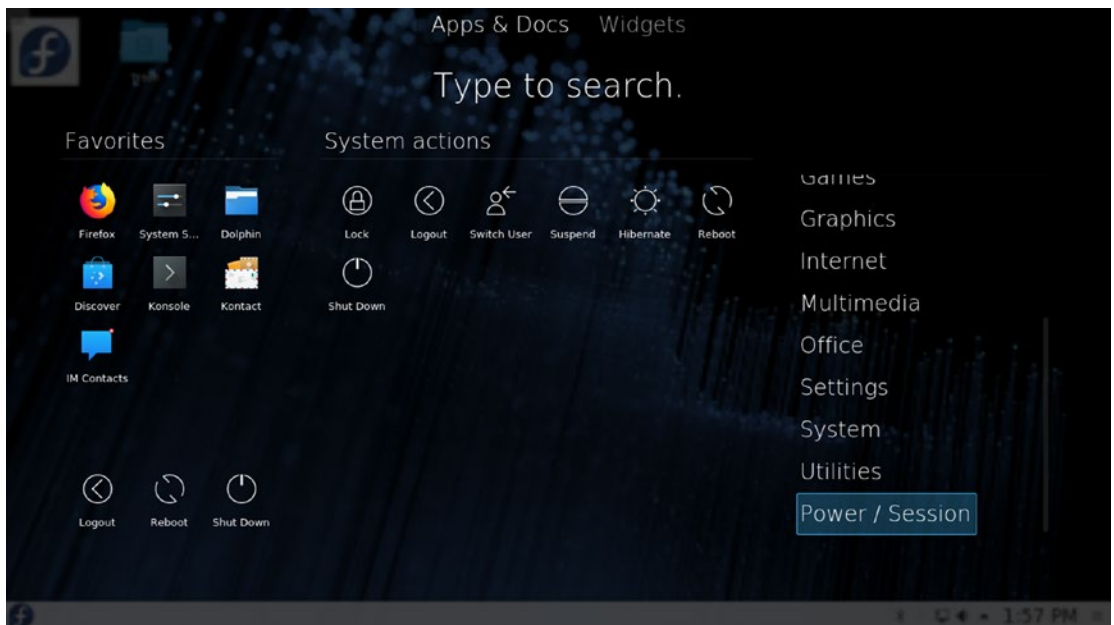 Apps & Docs Widgets
Type to search.
Favorites
Firefox System S... Dolphin
Discover Konsole Kontact
IM Contacts
Logout Reboot Shut Down
System actions
Lock Logout Switch User Suspend Hibernate Reboot
Shut Down
Games
Graphics
Internet
Multimedia
Office
Settings
System
Utilities
Power / Session
1:57 PM